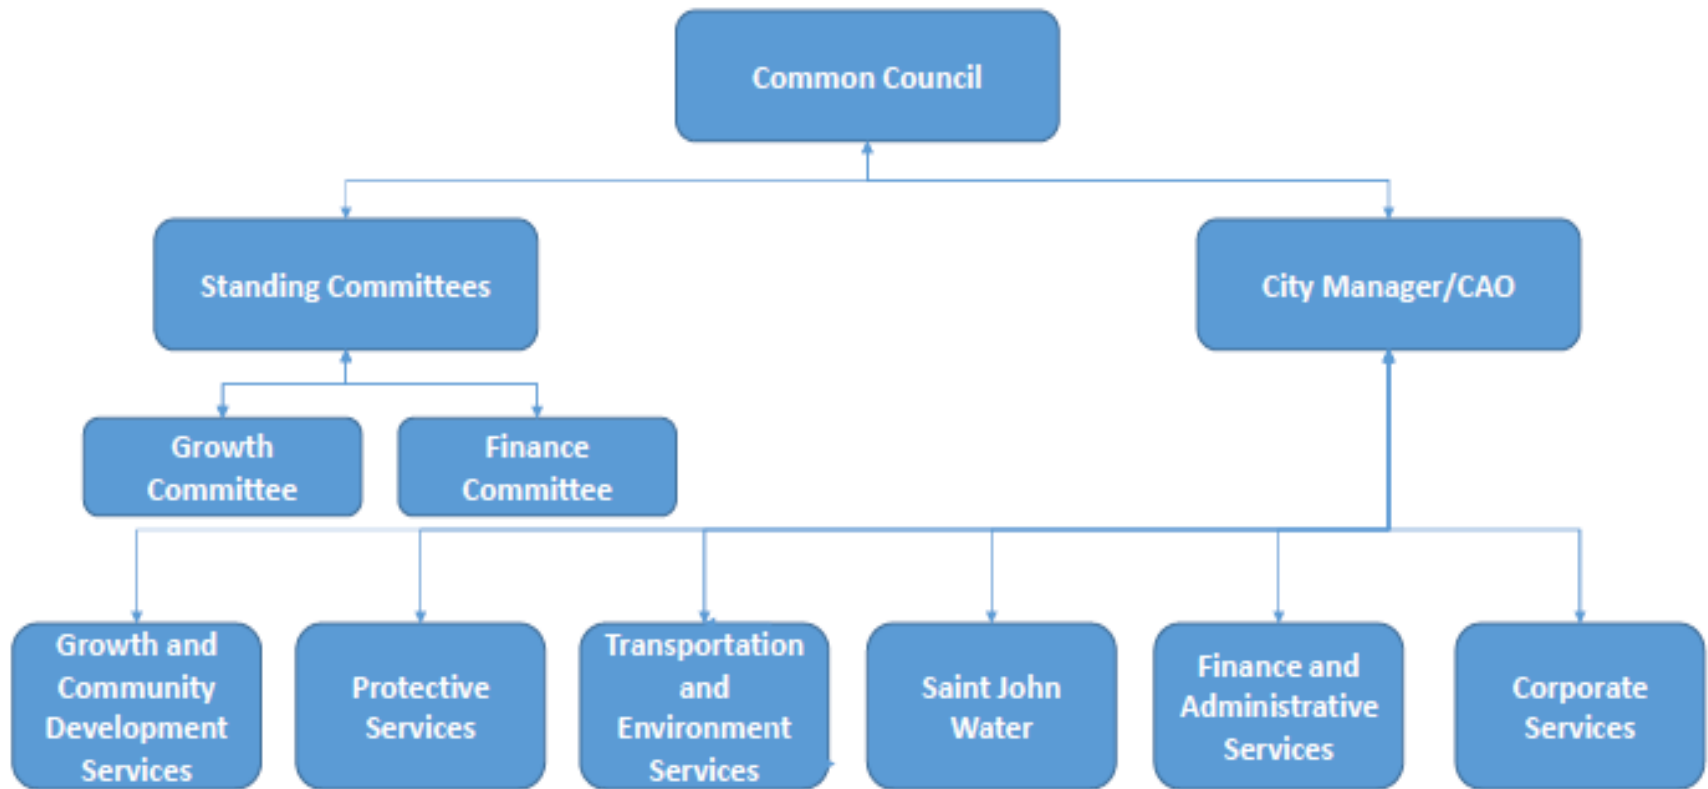 Common Council
Standing Committees
City Manager/CAO
Growth
Committee
Finance
Committee
Growth and
Community
Development
Services
Protective
Services
Transportation
and
Environment
Services
Saint John
Water
Finance and
Administrative
Services
Corporate
Services